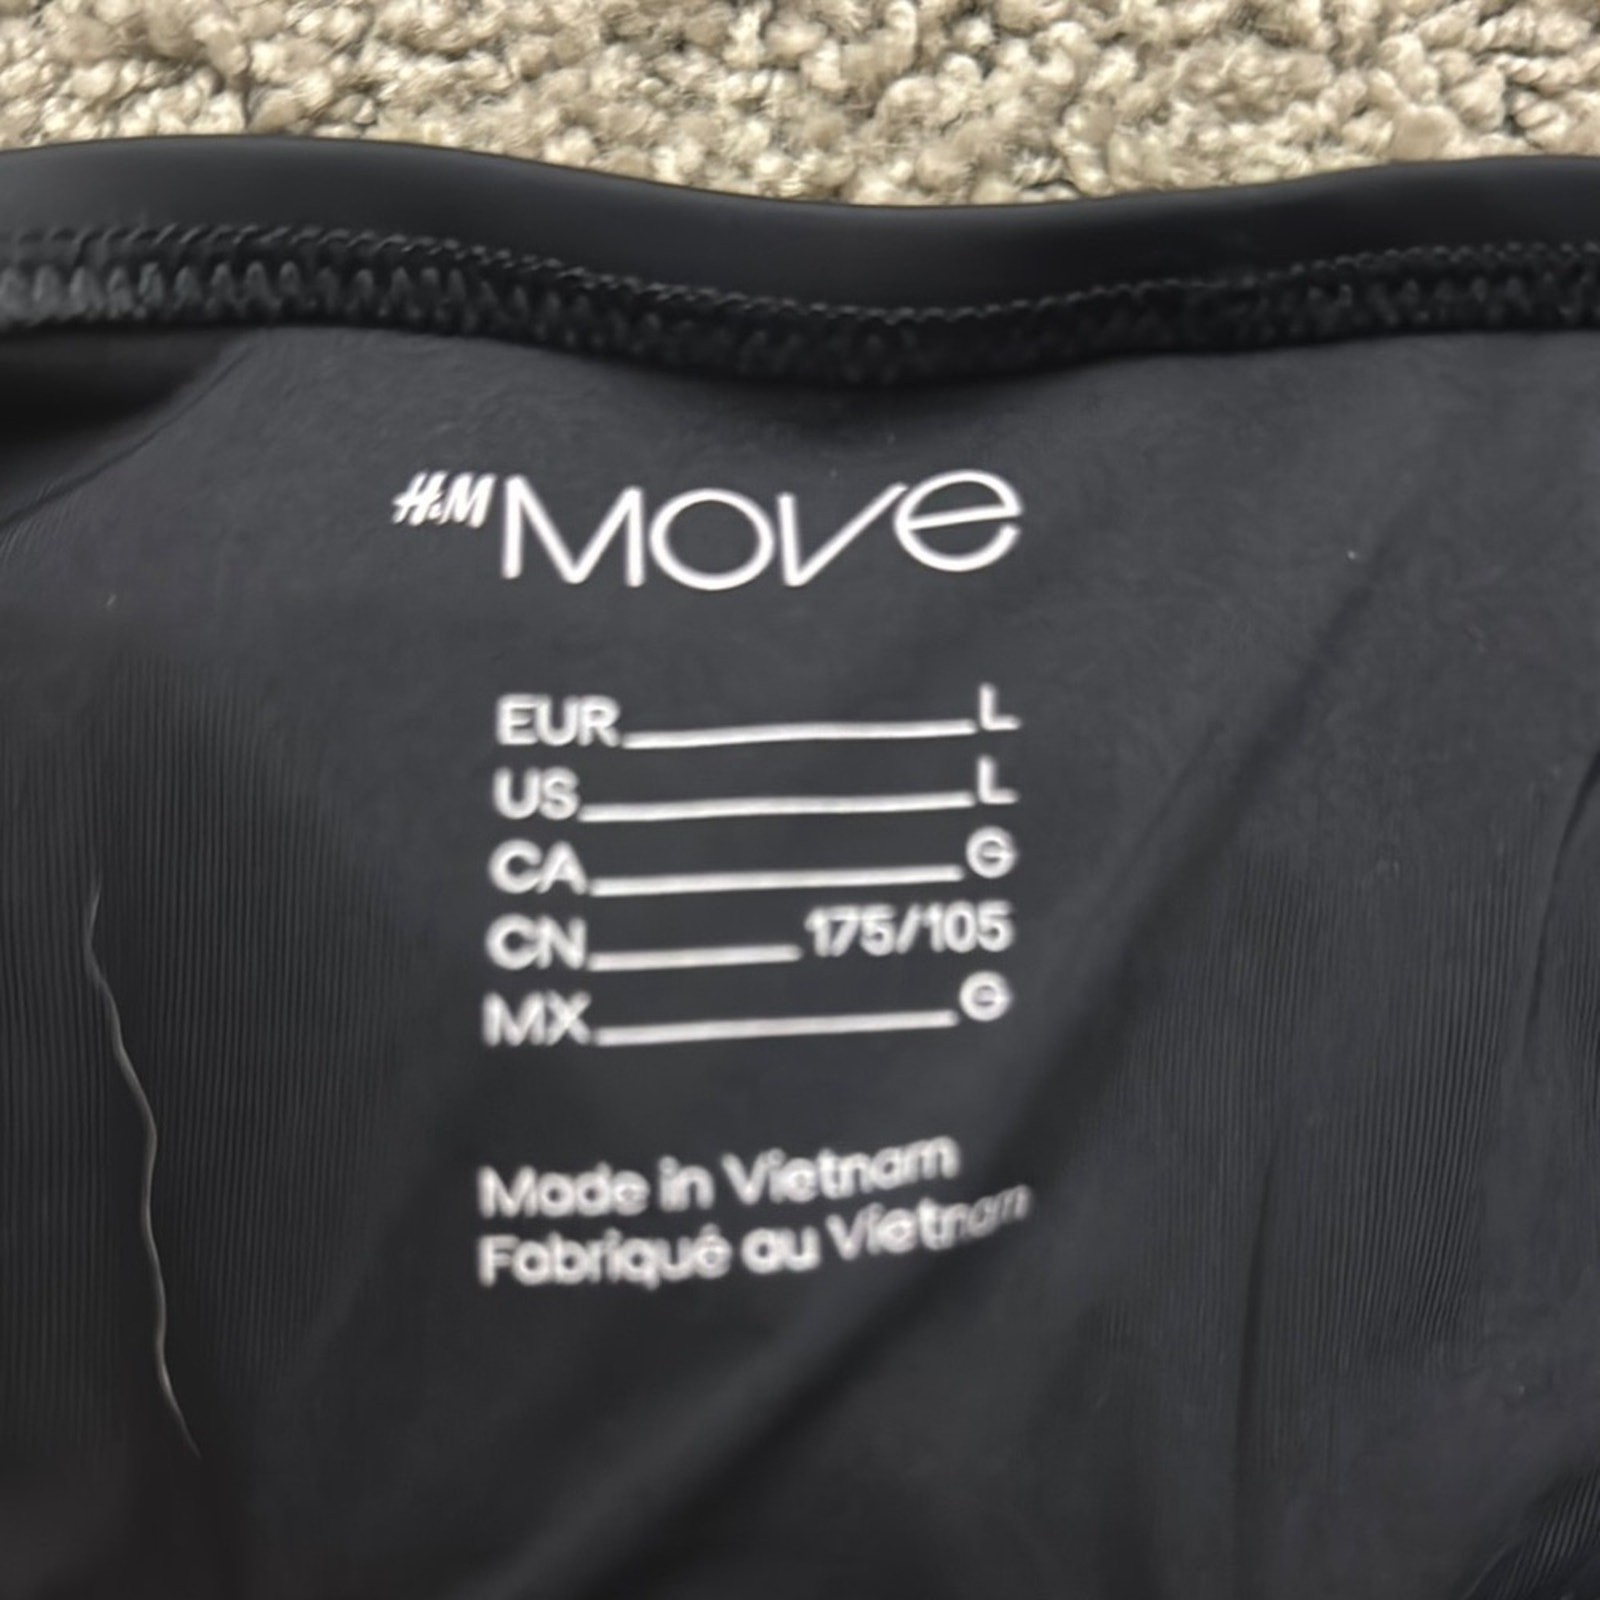 H&M MOVE
EUR L
US L
CA G
CN 175/105
MX G
Made in Vietnam
Fabriqué au Vietnam